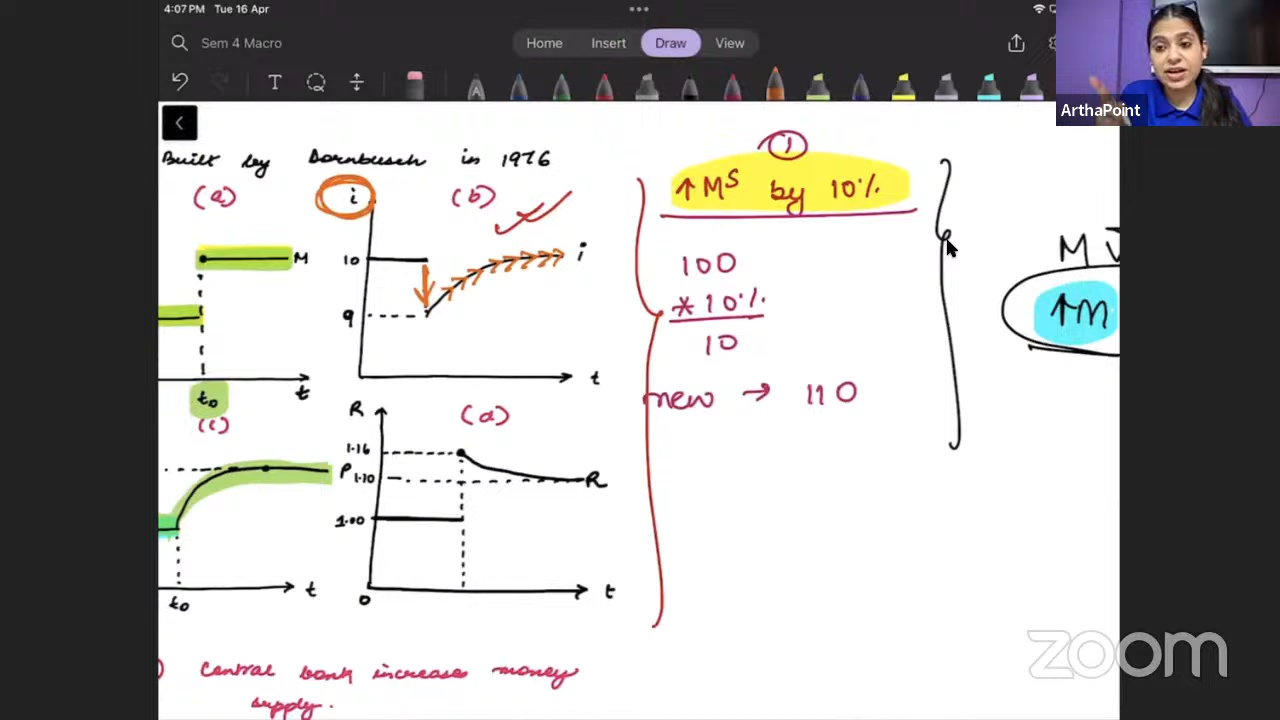 4:07 PM Tue 16 Apr
Sem 4 Macro
Home Insert Draw View
ArthaPoint
Built by Dornbusch in 1976
(a)
M
t₀
t
i
(b)
10
9
i
t
(c)
P
t₀
t
R
(a)
1.16
1.10
1.00
R
0
t
①
↑Mˢ by 10%
100
* 10%
10
new → 110
M V
↑M
) Central bank increases money
supply.
zoom